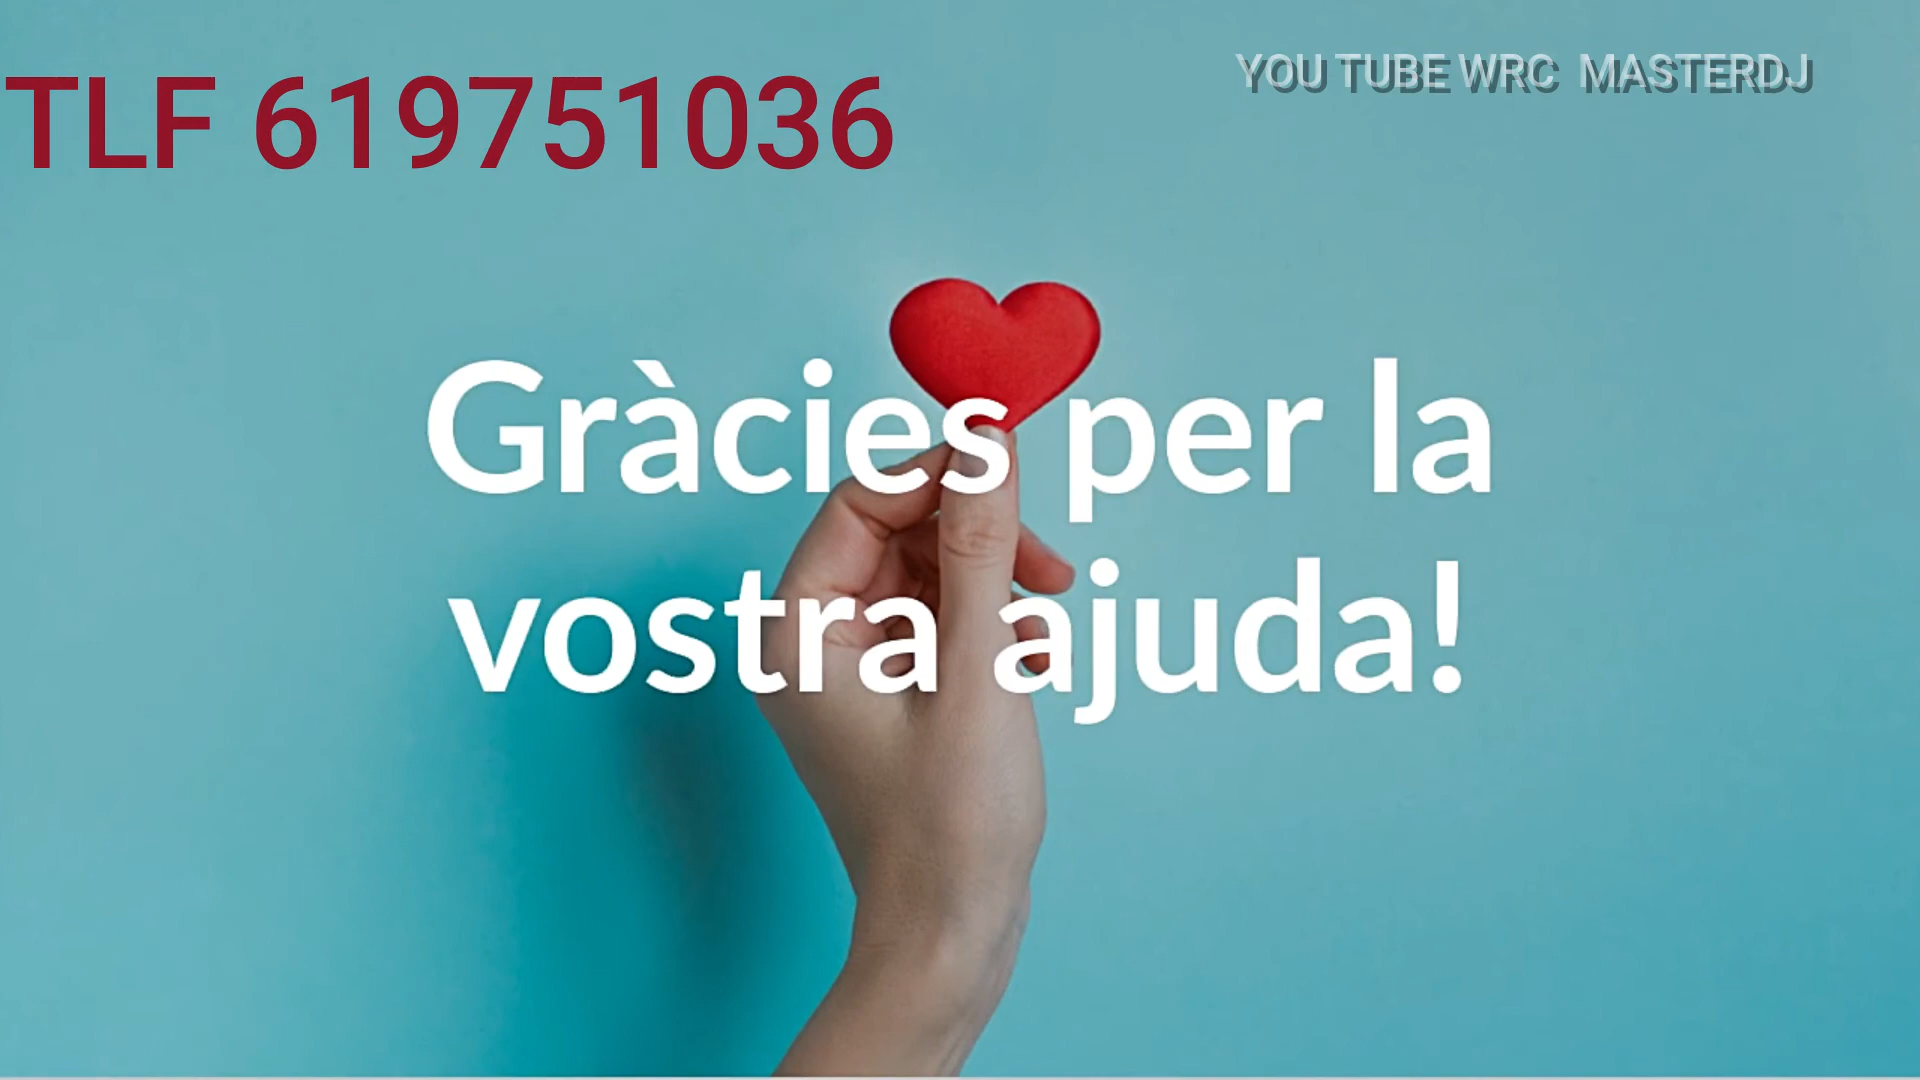 TLF 619751036
YOU TUBE WRC MASTERDJ
Gràcies per la
vostra ajuda!